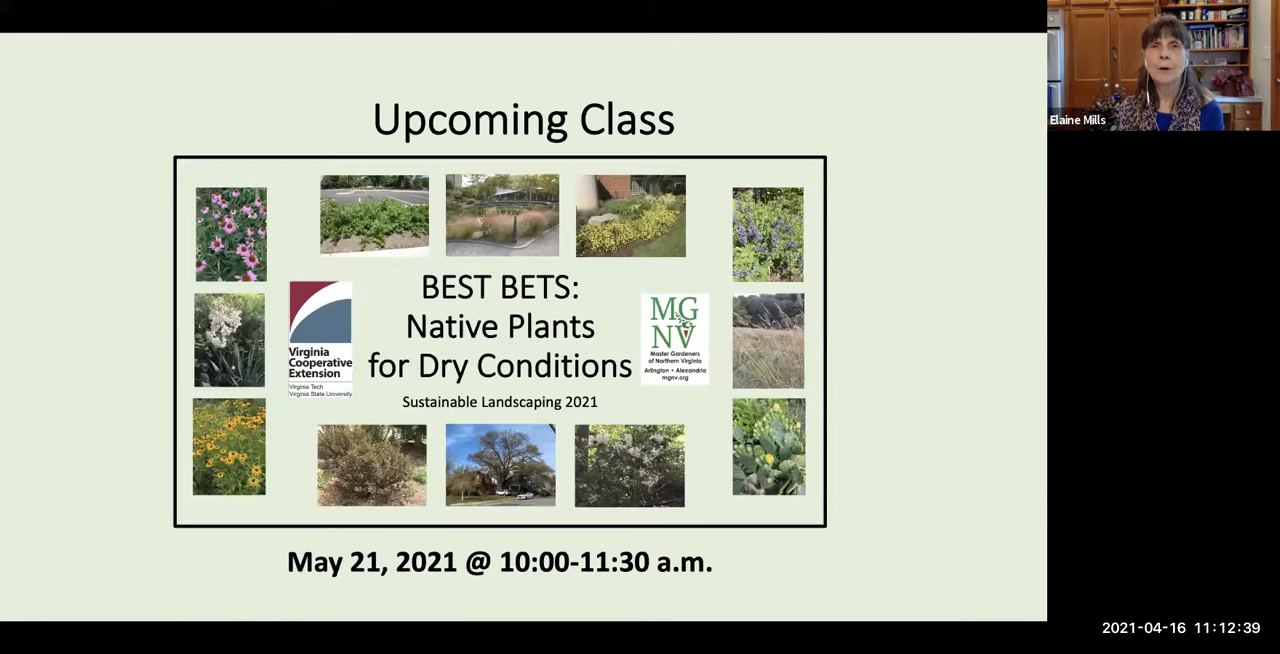 Upcoming Class
BEST BETS:
Native Plants
for Dry Conditions
Sustainable Landscaping 2021
Virginia
Cooperative
Extension
Virginia Tech
Virginia State University
MG
NV
Master Gardeners
of Northern Virginia
Arlington • Alexandria
mgnv.org
May 21, 2021 @ 10:00-11:30 a.m.
Elaine Mills
2021-04-16 11:12:39